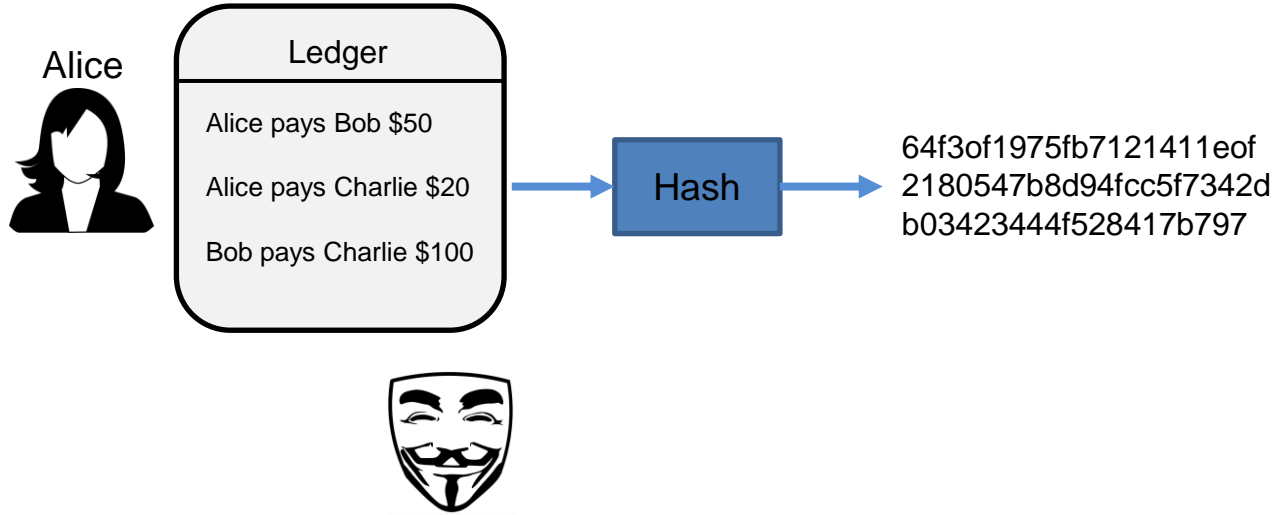 Alice
Ledger
Alice pays Bob $50
Alice pays Charlie $20
Bob pays Charlie $100
Hash
64f3of1975fb7121411eof
2180547b8d94fcc5f7342d
b03423444f528417b797